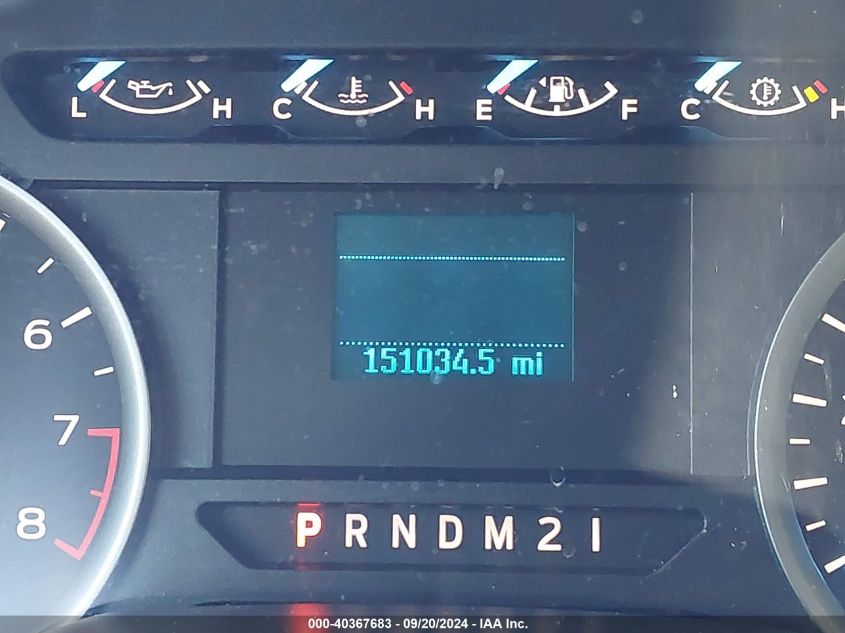 L H C H E F C H
6
7
8
151034.5 mi
P R N D M 2 1
000-40367683 - 09/20/2024 - IAA Inc.